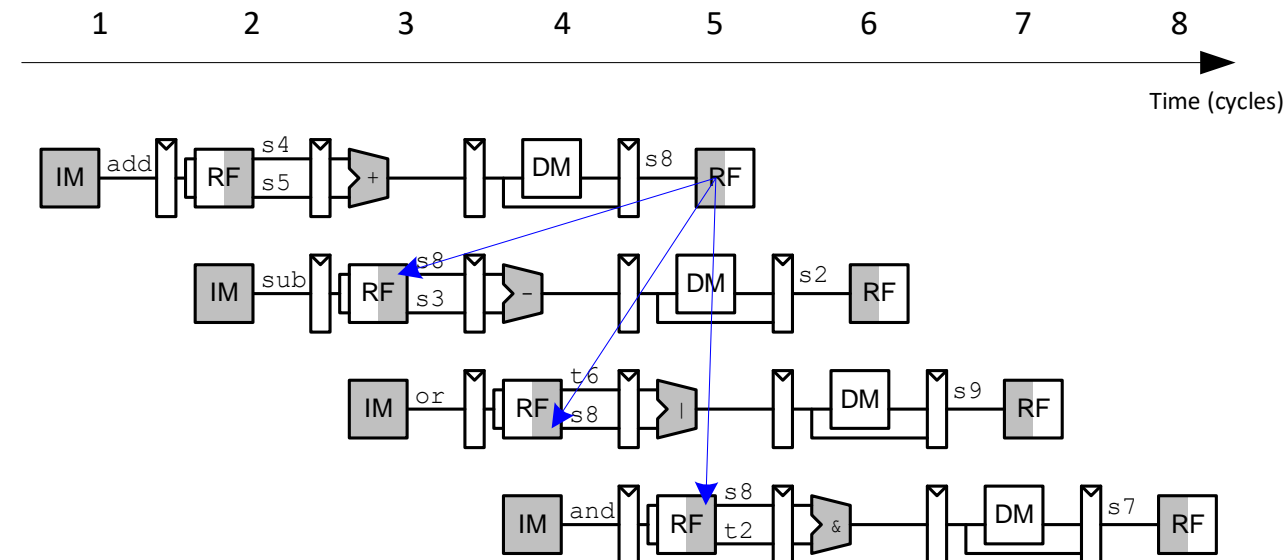 1 2 3 4 5 6 7 8
Time (cycles)
IM add RF s4 s5 + DM s8 RF
IM sub RF s8 s3 - DM s2 RF
IM or RF t6 s8 | DM s9 RF
IM and RF s8 t2 & DM s7 RF